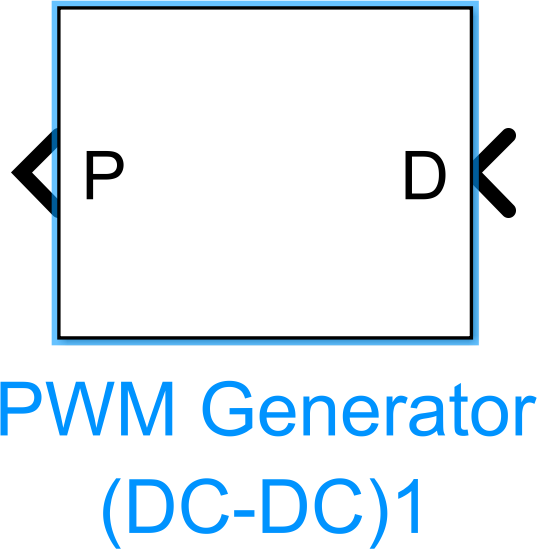 P D
PWM Generator
(DC-DC)1